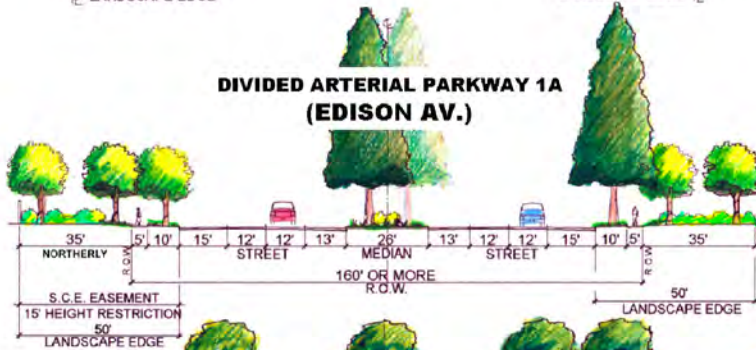 LANDSCAPE EDGE
DIVIDED ARTERIAL PARKWAY 1A
(EDISON AV.)
35' 5' 10' 15' 12' 12' 13' 26' 13' 12' 12' 15' 10' 5' 35'
NORTHERLY R.O.W. STREET MEDIAN STREET R.O.W.
160' OR MORE
R.O.W.
S.C.E. EASEMENT
15' HEIGHT RESTRICTION
50'
LANDSCAPE EDGE
50'
LANDSCAPE EDGE